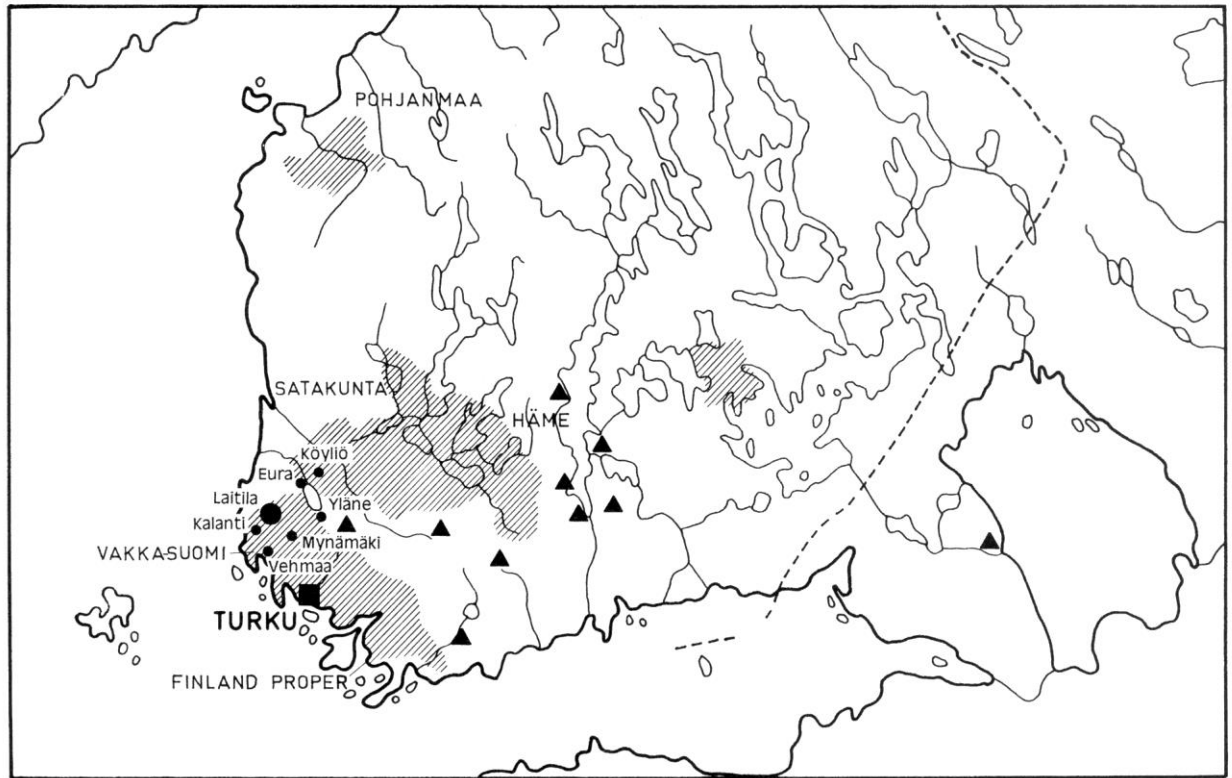 POHJANMAA
SATAKUNTA
HÄME
Köyliö
Eura
Laitila
Yläne
Kalanti
Mynämäki
VAKKA-SUOMI
Vehmaa
TURKU
FINLAND PROPER